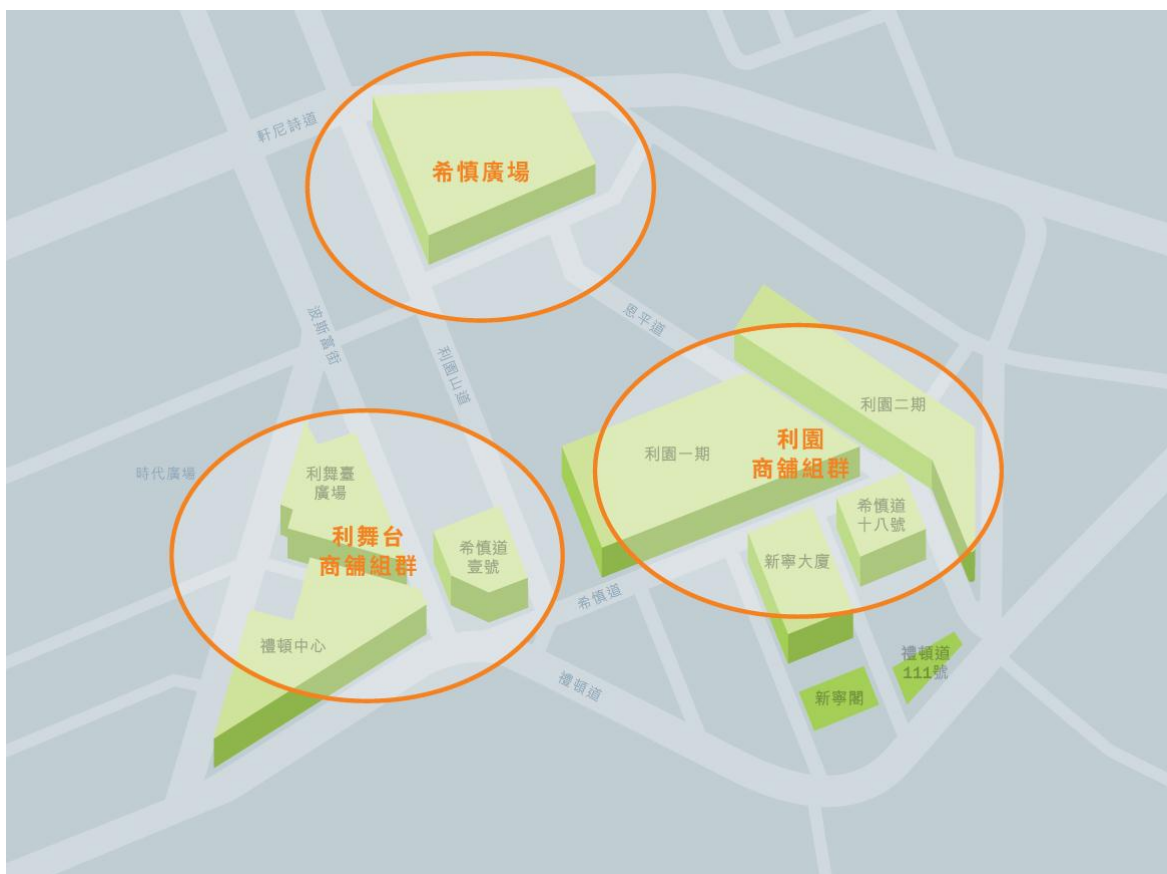 軒尼詩道
希慎廣場
波斯富街
利園山道
恩平道
利園二期
利園一期
利園
商舖組群
時代廣場
利舞臺
廣場
利舞台
商舖組群
希慎道
壹號
希慎道
十八號
新寧大廈
希慎道
禮頓中心
禮頓道
禮頓道
111號
新寧閣